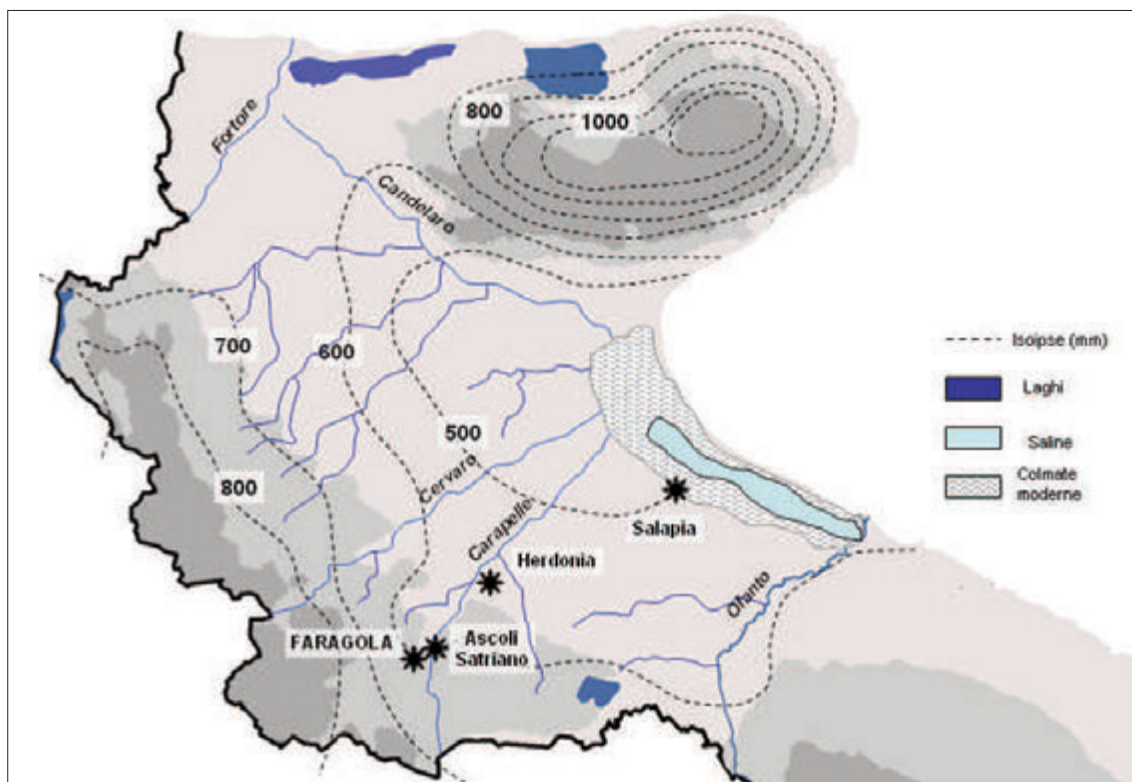 800
1000
Fortore
Candelaro
700
600
500
800
Cervaro
Carapelle
Salapia
Herdonia
Ofanto
FARAGOLA
Ascoli
Satriano
Isoipse (mm)
Laghi
Saline
Colmate
moderne